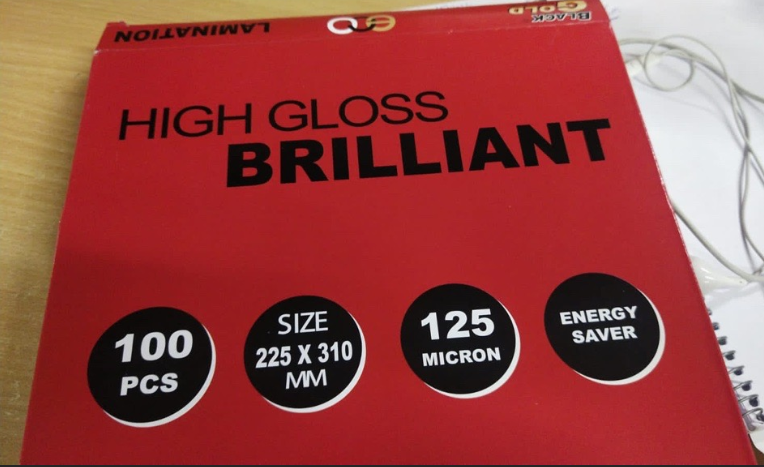 LAMINATION
BLACK
GOLD
HIGH GLOSS
BRILLIANT
100
PCS
SIZE
225 X 310
MM
125
MICRON
ENERGY
SAVER